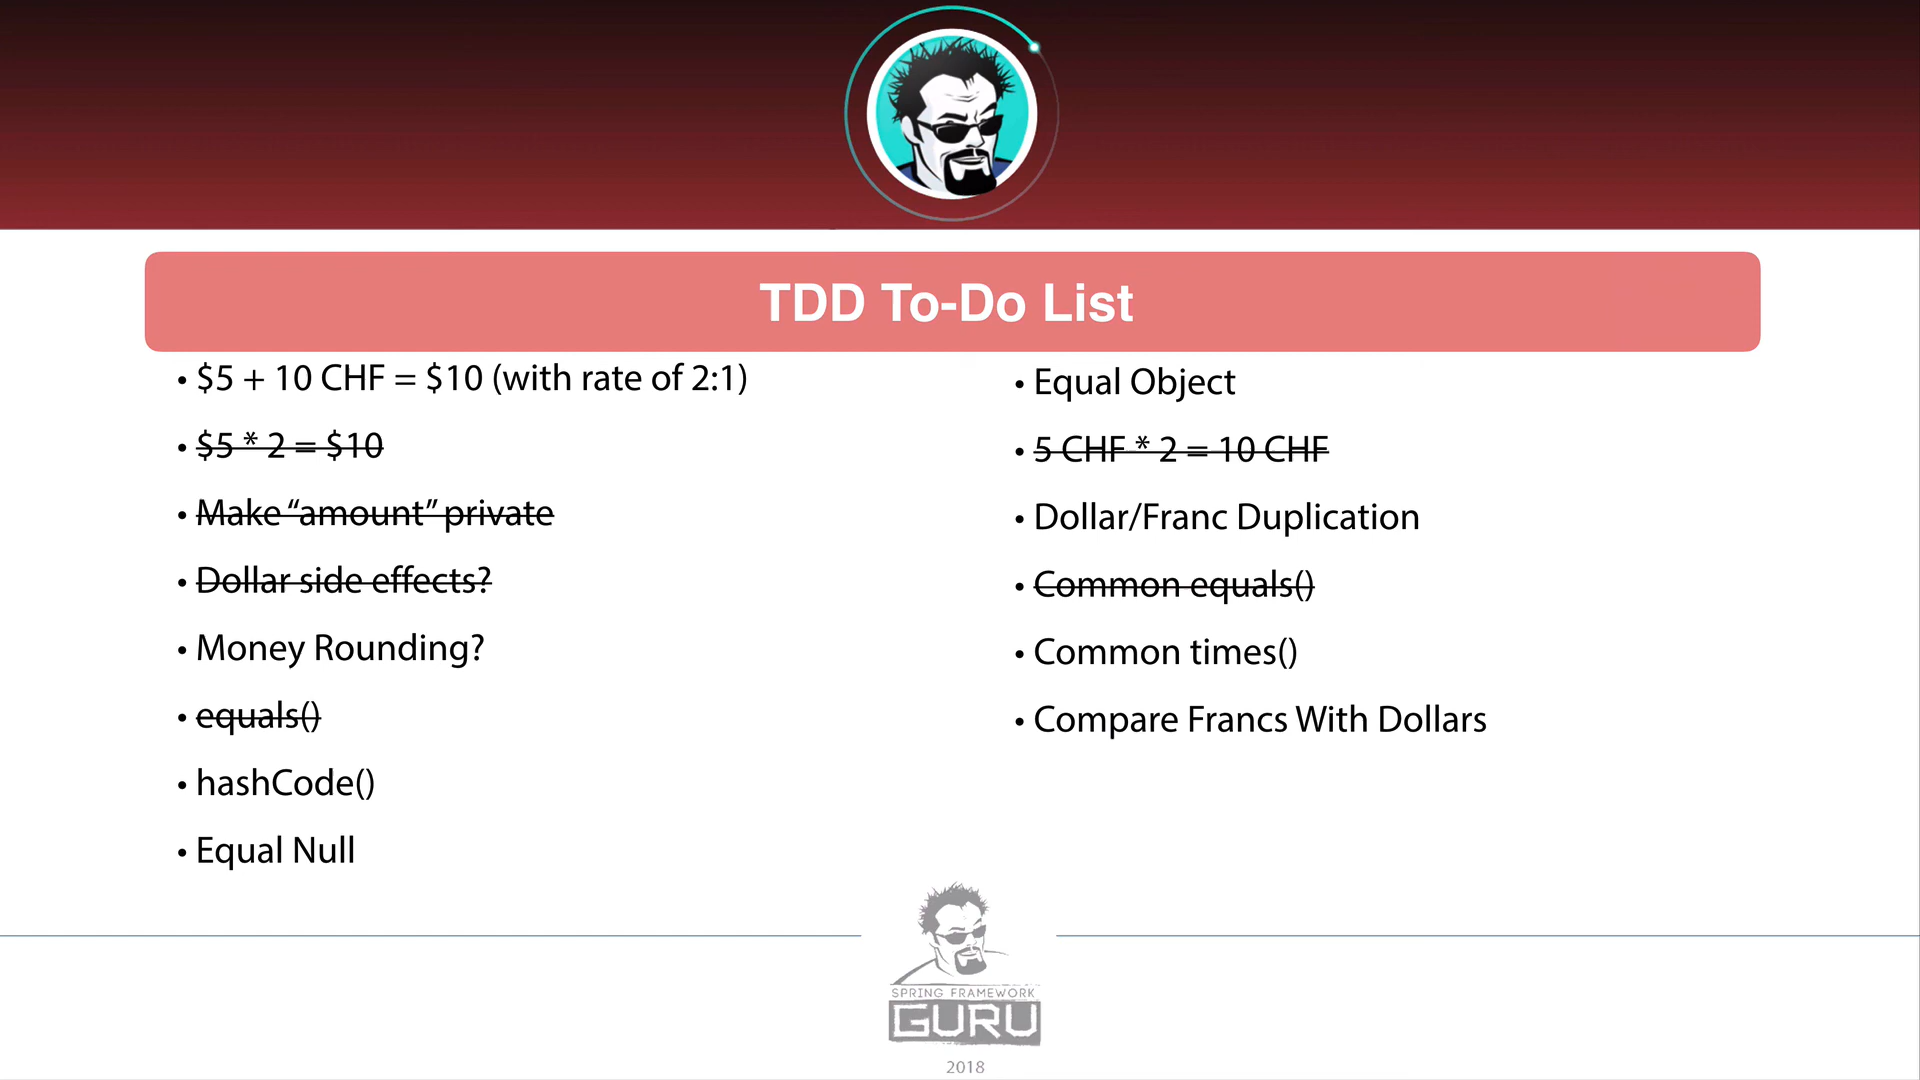 TDD To-Do List
• $5 + 10 CHF = $10 (with rate of 2:1)
• $5 * 2 = $10
• Make “amount” private
• Dollar side effects?
• Money Rounding?
• equals()
• hashCode()
• Equal Null
• Equal Object
• 5 CHF * 2 = 10 CHF
• Dollar/Franc Duplication
• Common equals()
• Common times()
• Compare Francs With Dollars
SPRING FRAMEWORK
GURU
2018